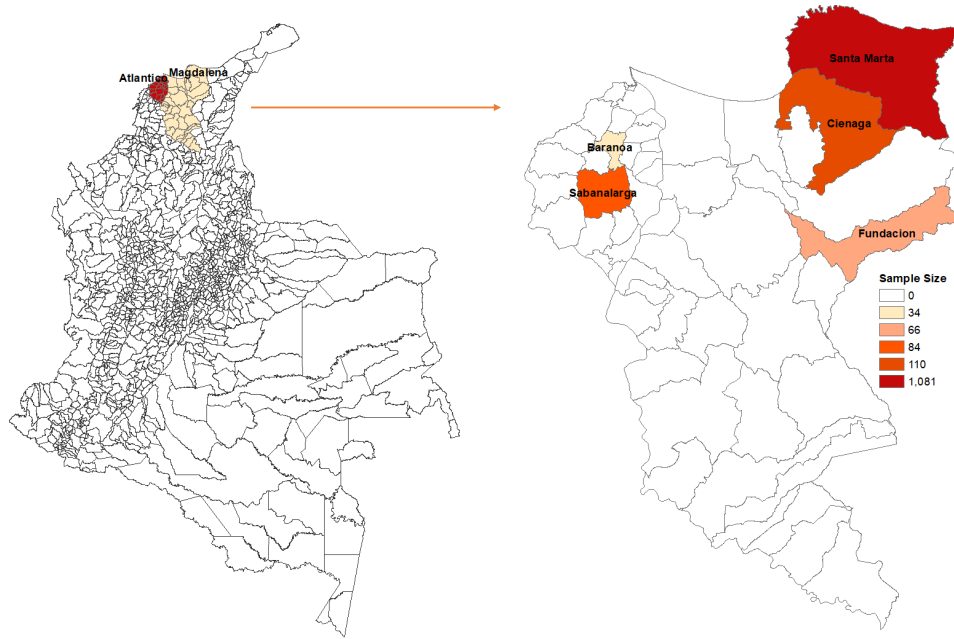 Atlantico
Magdalena
Santa Marta
Cienaga
Baranoa
Sabanalarga
Fundacion
Sample Size
0
34
66
84
110
1,081